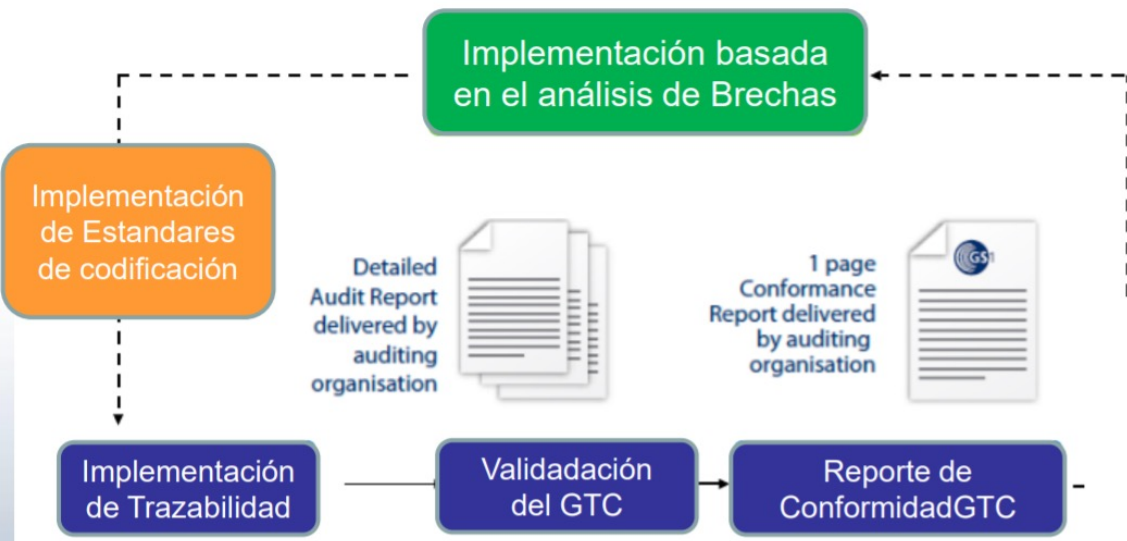 Implementación basada
en el análisis de Brechas
Implementación
de Estandares
de codificación
Detailed
Audit Report
delivered by
auditing
organisation
1 page
Conformance
Report delivered
by auditing
organisation
GS1
Implementación
de Trazabilidad
Validadación
del GTC
Reporte de
ConformidadGTC